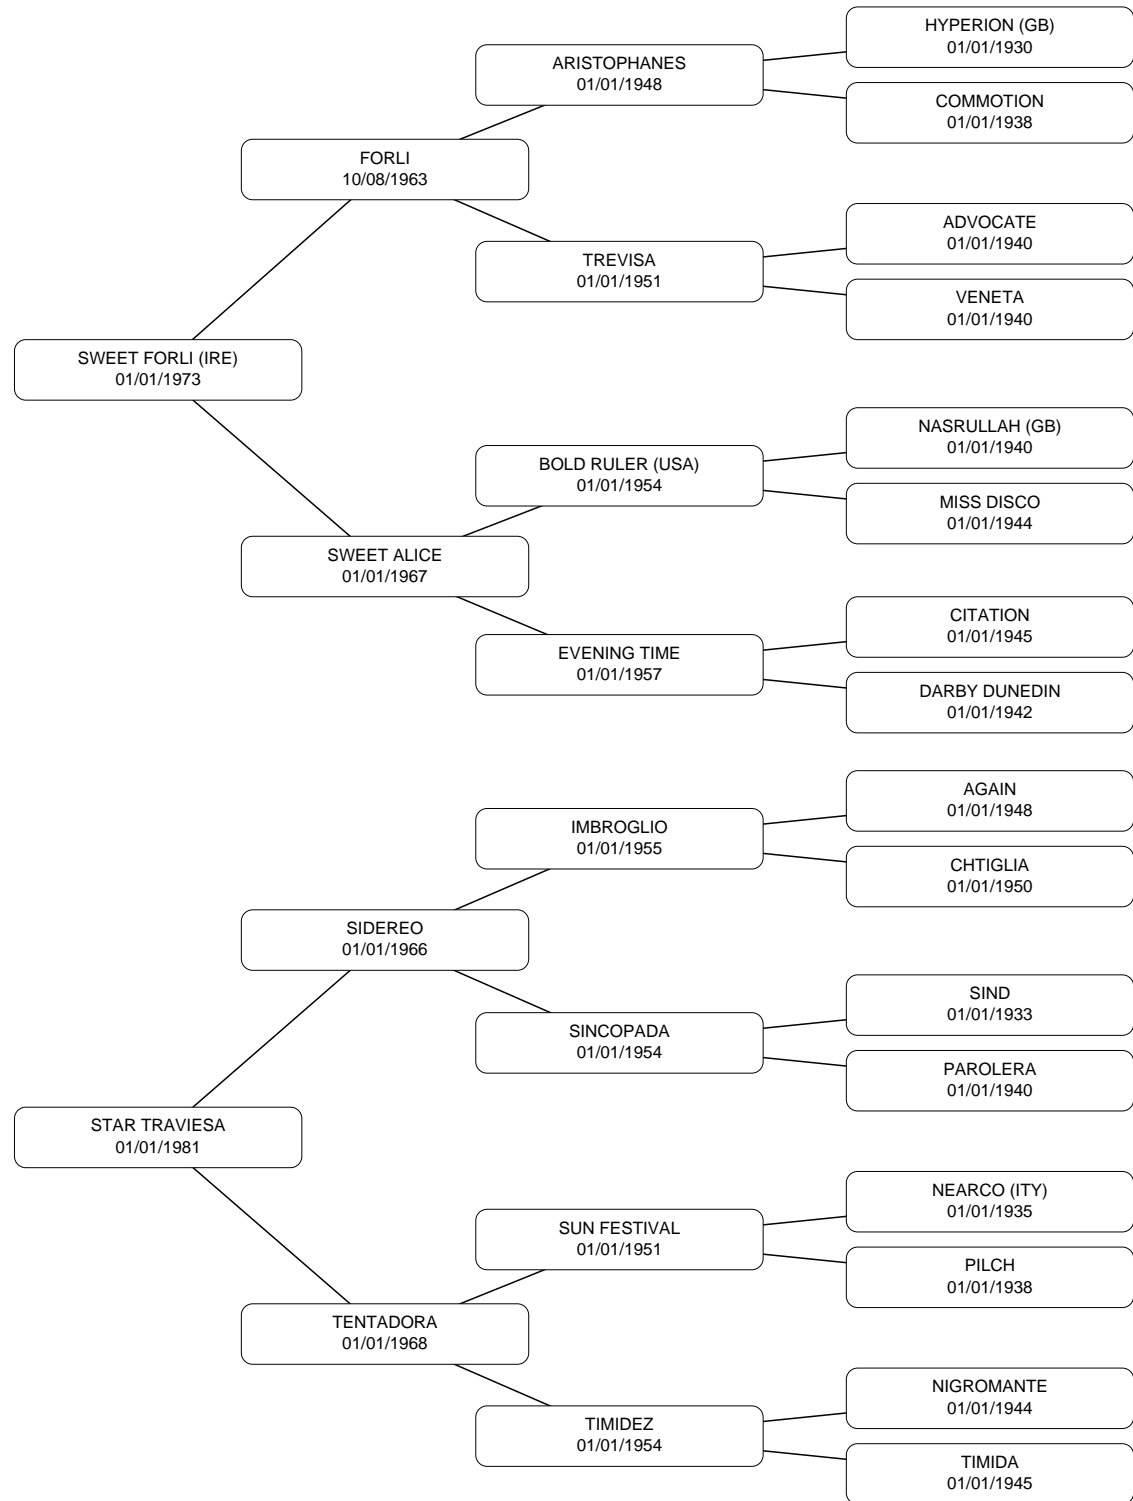 HYPERION (GB)
01/01/1930
ARISTOPHANES
01/01/1948
COMMOTION
01/01/1938
FORLI
10/08/1963
ADVOCATE
01/01/1940
TREVISA
01/01/1951
VENETA
01/01/1940
SWEET FORLI (IRE)
01/01/1973
NASRULLAH (GB)
01/01/1940
BOLD RULER (USA)
01/01/1954
MISS DISCO
01/01/1944
SWEET ALICE
01/01/1967
CITATION
01/01/1945
EVENING TIME
01/01/1957
DARBY DUNEDIN
01/01/1942
AGAIN
01/01/1948
IMBROGLIO
01/01/1955
CHTIGLIA
01/01/1950
SIDEREO
01/01/1966
SIND
01/01/1933
SINCOPADA
01/01/1954
PAROLERA
01/01/1940
STAR TRAVIESA
01/01/1981
NEARCO (ITY)
01/01/1935
SUN FESTIVAL
01/01/1951
PILCH
01/01/1938
TENTADORA
01/01/1968
NIGROMANTE
01/01/1944
TIMIDEZ
01/01/1954
TIMIDA
01/01/1945